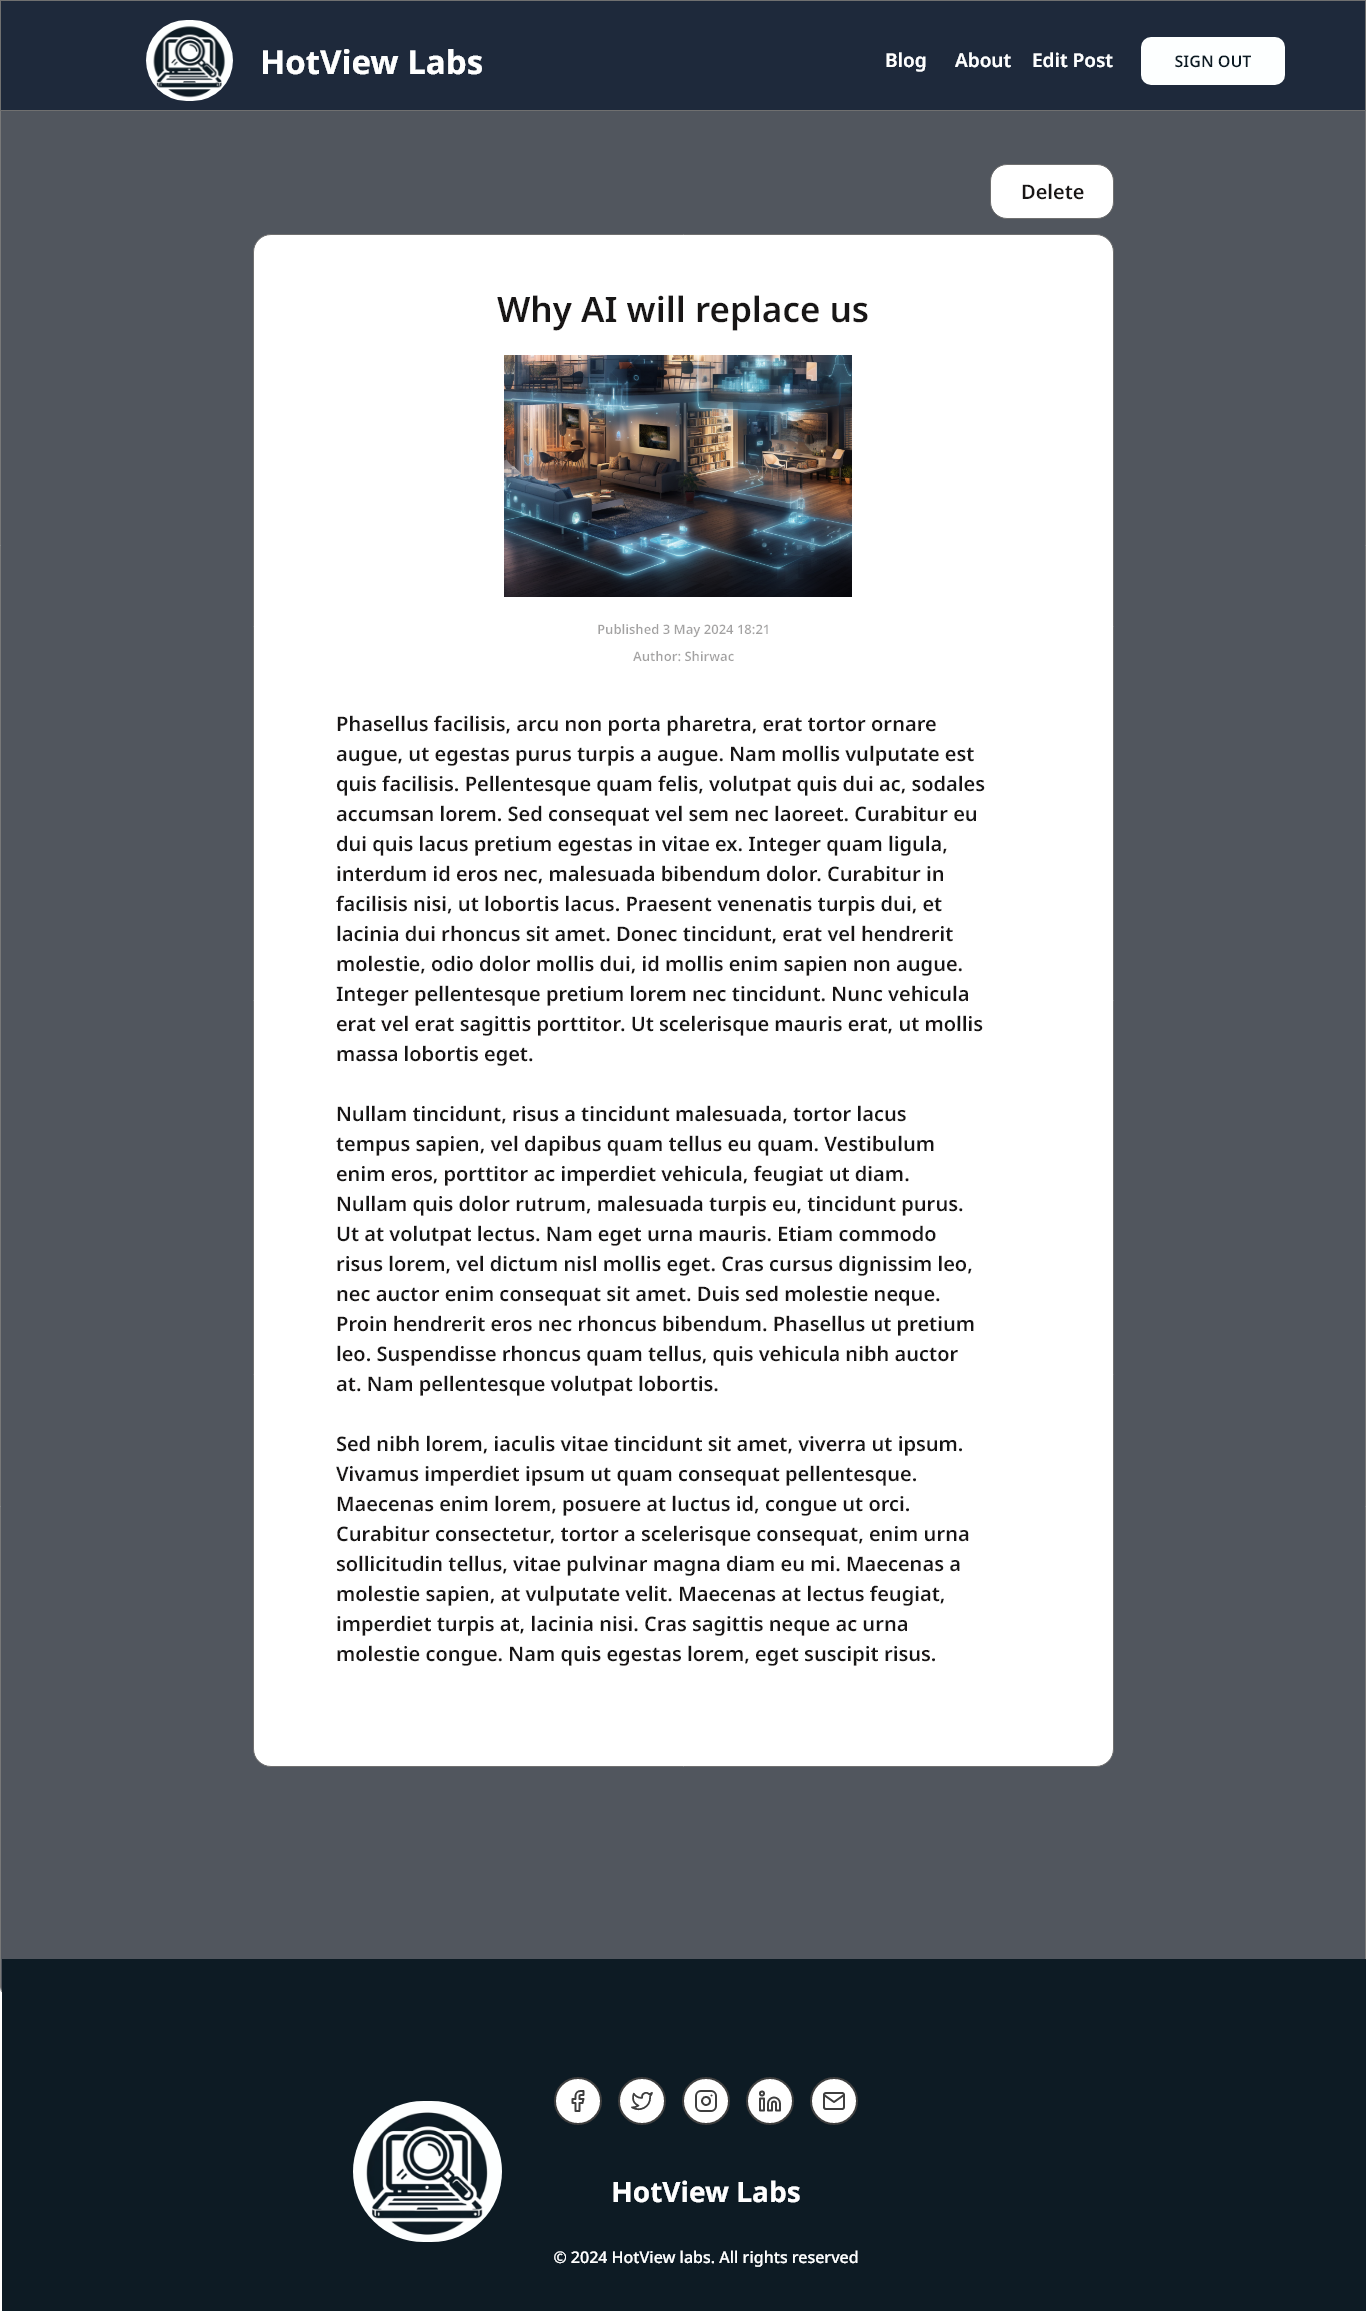 HotView Labs
Blog
About
Edit Post
SIGN OUT
Delete
Why AI will replace us
Published 3 May 2024 18:21
Author: Shirwac
Phasellus facilisis, arcu non porta pharetra, erat tortor ornare
augue, ut egestas purus turpis a augue. Nam mollis vulputate est
quis facilisis. Pellentesque quam felis, volutpat quis dui ac, sodales
accumsan lorem. Sed consequat vel sem nec laoreet. Curabitur eu
dui quis lacus pretium egestas in vitae ex. Integer quam ligula,
interdum id eros nec, malesuada bibendum dolor. Curabitur in
facilisis nisi, ut lobortis lacus. Praesent venenatis turpis dui, et
lacinia dui rhoncus sit amet. Donec tincidunt, erat vel hendrerit
molestie, odio dolor mollis dui, id mollis enim sapien non augue.
Integer pellentesque pretium lorem nec tincidunt. Nunc vehicula
erat vel erat sagittis porttitor. Ut scelerisque mauris erat, ut mollis
massa lobortis eget.
Nullam tincidunt, risus a tincidunt malesuada, tortor lacus
tempus sapien, vel dapibus quam tellus eu quam. Vestibulum
enim eros, porttitor ac imperdiet vehicula, feugiat ut diam.
Nullam quis dolor rutrum, malesuada turpis eu, tincidunt purus.
Ut at volutpat lectus. Nam eget urna mauris. Etiam commodo
risus lorem, vel dictum nisl mollis eget. Cras cursus dignissim leo,
nec auctor enim consequat sit amet. Duis sed molestie neque.
Proin hendrerit eros nec rhoncus bibendum. Phasellus ut pretium
leo. Suspendisse rhoncus quam tellus, quis vehicula nibh auctor
at. Nam pellentesque volutpat lobortis.
Sed nibh lorem, iaculis vitae tincidunt sit amet, viverra ut ipsum.
Vivamus imperdiet ipsum ut quam consequat pellentesque.
Maecenas enim lorem, posuere at luctus id, congue ut orci.
Curabitur consectetur, tortor a scelerisque consequat, enim urna
sollicitudin tellus, vitae pulvinar magna diam eu mi. Maecenas a
molestie sapien, at vulputate velit. Maecenas at lectus feugiat,
imperdiet turpis at, lacinia nisi. Cras sagittis neque ac urna
molestie congue. Nam quis egestas lorem, eget suscipit risus.
HotView Labs
© 2024 HotView labs. All rights reserved